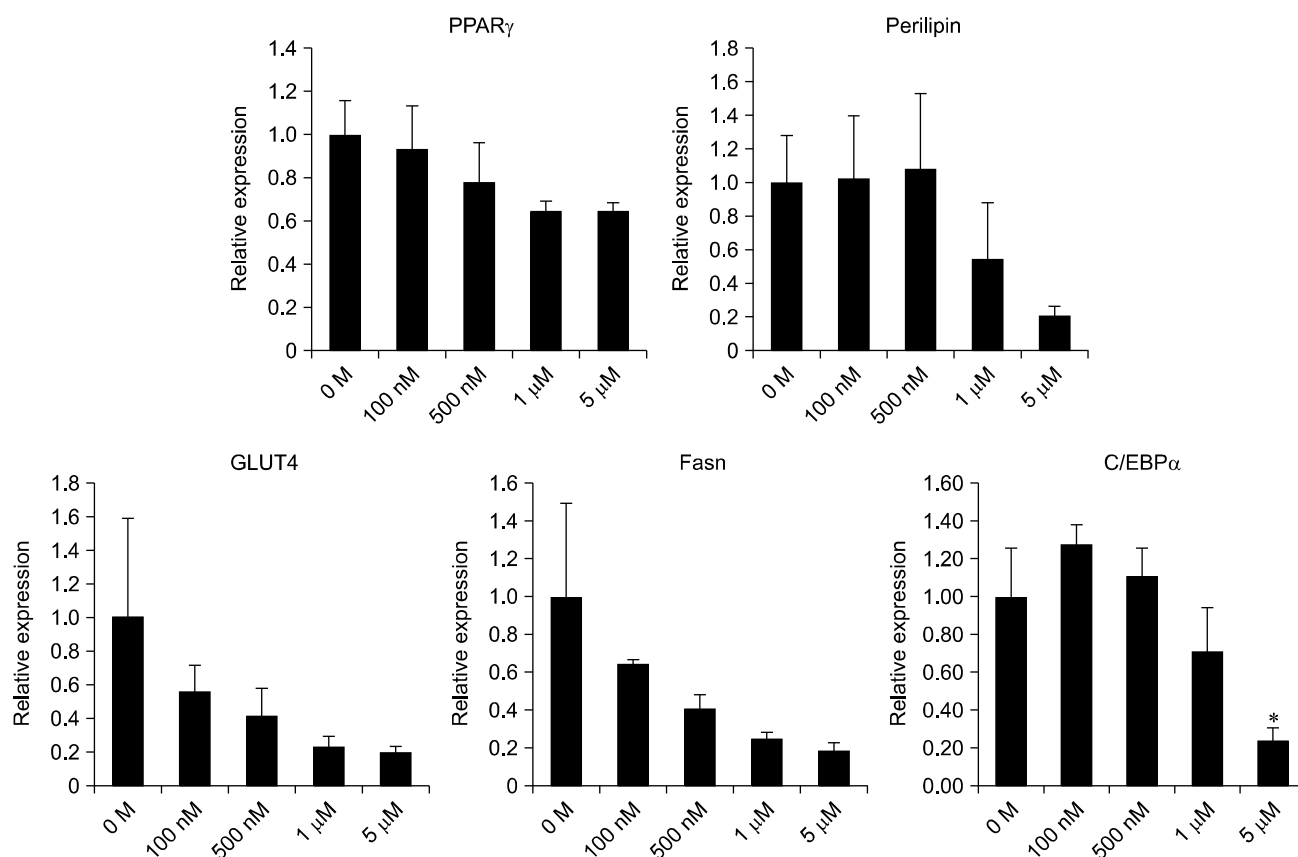 PPARγ
1.4
1.2
1.0
0.8
0.6
0.4
0.2
0
Relative expression
0 M
100 nM
500 nM
1 μM
5 μM
Perilipin
1.8
1.6
1.4
1.2
1.0
0.8
0.6
0.4
0.2
0
Relative expression
0 M
100 nM
500 nM
1 μM
5 μM
GLUT4
1.8
1.6
1.4
1.2
1.0
0.8
0.6
0.4
0.2
0
Relative expression
0 M
100 nM
500 nM
1 μM
5 μM
Fasn
1.6
1.4
1.2
1.0
0.8
0.6
0.4
0.2
0
Relative expression
0 M
100 nM
500 nM
1 μM
5 μM
C/EBPα
1.60
1.40
1.20
1.00
0.80
0.60
0.40
0.20
0.00
Relative expression
*
0 M
100 nM
500 nM
1 μM
5 μM